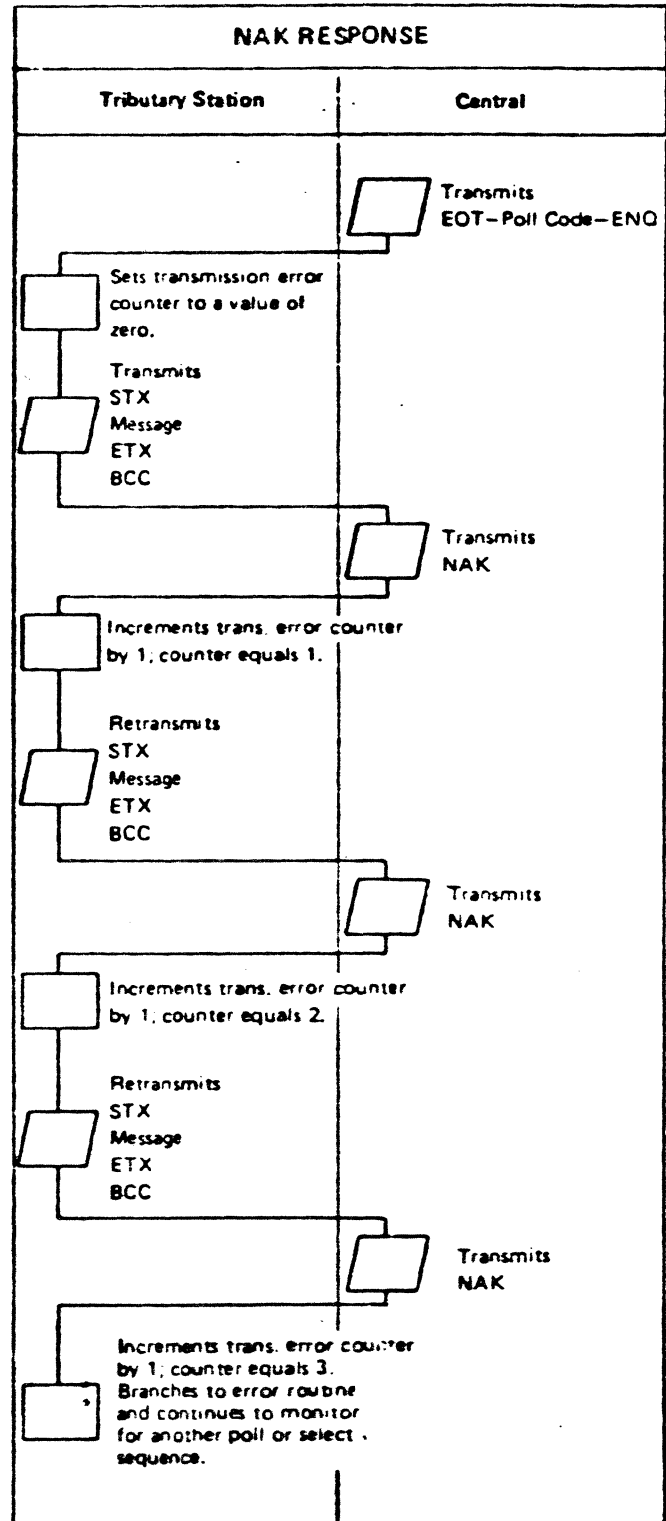 NAK RESPONSE
Tributary Station
Central
Transmits
EOT–Poll Code–ENQ
Sets transmission error
counter to a value of
zero.
Transmits
STX
Message
ETX
BCC
Transmits
NAK
Increments trans. error counter
by 1; counter equals 1.
Retransmits
STX
Message
ETX
BCC
Transmits
NAK
Increments trans. error counter
by 1; counter equals 2.
Retransmits
STX
Message
ETX
BCC
Transmits
NAK
Increments trans. error counter
by 1; counter equals 3.
Branches to error routine
and continues to monitor
for another poll or select
sequence.